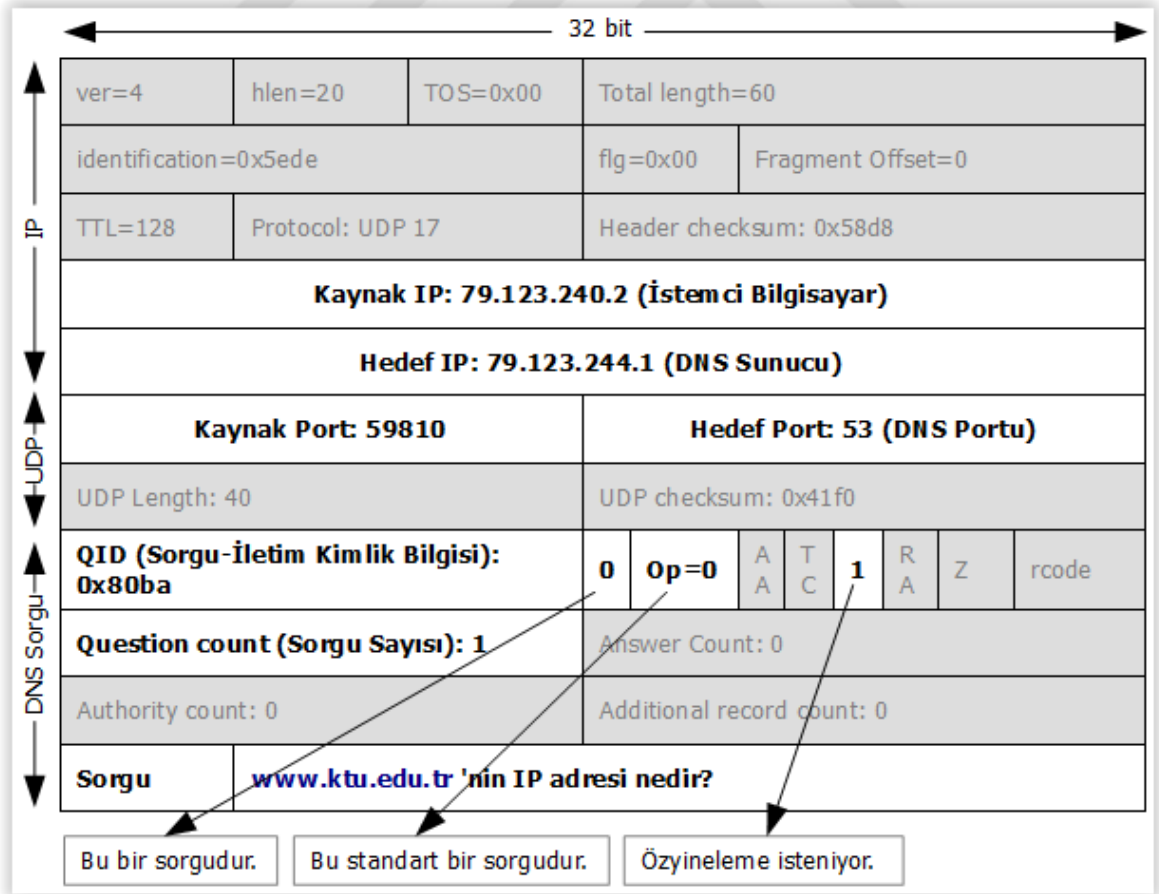 32 bit
ver=4 hlen=20 TOS=0x00 Total length=60
identification=0x5ede flg=0x00 Fragment Offset=0
IP
TTL=128 Protocol: UDP 17 Header checksum: 0x58d8
Kaynak IP: 79.123.240.2 (İstemci Bilgisayar)
Hedef IP: 79.123.244.1 (DNS Sunucu)
UDP
Kaynak Port: 59810 Hedef Port: 53 (DNS Portu)
UDP Length: 40 UDP checksum: 0x41f0
DNS Sorgu
QID (Sorgu-İletim Kimlik Bilgisi):
0x80ba
0 Op=0 AA TC 1 RA Z rcode
Question count (Sorgu Sayısı): 1 Answer Count: 0
Authority count: 0 Additional record count: 0
Sorgu www.ktu.edu.tr 'nin IP adresi nedir?
Bu bir sorgudur. Bu standart bir sorgudur. Özyineleme isteniyor.